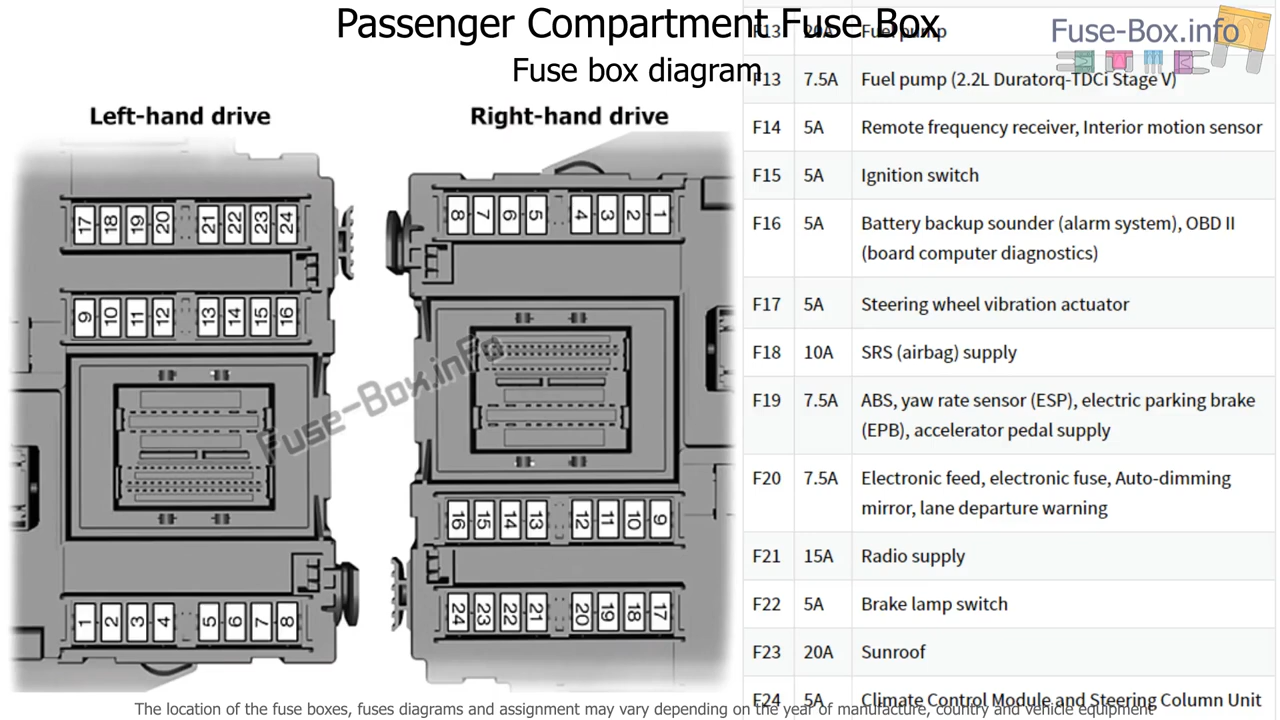 Passenger Compartment Fuse Box
Fuse box diagram
Fuse-Box.info
Left-hand drive
Right-hand drive
17 18 19 20 21 22 23 24
9 10 11 12 13 14 15 16
1 2 3 4 5 6 7 8
8 7 6 5 4 3 2 1
16 15 14 13 12 11 10 9
24 23 22 21 20 19 18 17
Fuse-Box.info
F13 20A Fuel pump
F13 7.5A Fuel pump (2.2L Duratorq-TDCi Stage V)
F14 5A Remote frequency receiver, Interior motion sensor
F15 5A Ignition switch
F16 5A Battery backup sounder (alarm system), OBD II
(board computer diagnostics)
F17 5A Steering wheel vibration actuator
F18 10A SRS (airbag) supply
F19 7.5A ABS, yaw rate sensor (ESP), electric parking brake
(EPB), accelerator pedal supply
F20 7.5A Electronic feed, electronic fuse, Auto-dimming
mirror, lane departure warning
F21 15A Radio supply
F22 5A Brake lamp switch
F23 20A Sunroof
F24 5A Climate Control Module and Steering Column Unit
The location of the fuse boxes, fuses diagrams and assignment may vary depending on the year of manufacture, country and vehicle equipment